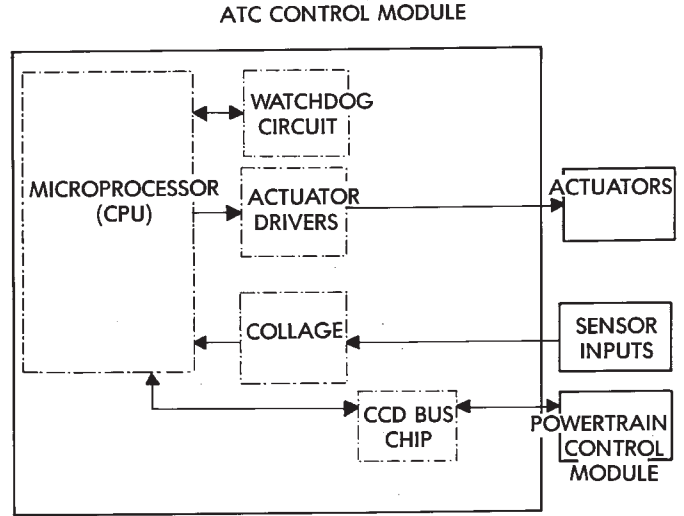 ATC CONTROL MODULE
WATCHDOG
CIRCUIT
MICROPROCESSOR
(CPU)
ACTUATOR
DRIVERS
ACTUATORS
COLLAGE
SENSOR
INPUTS
CCD BUS
CHIP
POWERTRAIN
CONTROL
MODULE